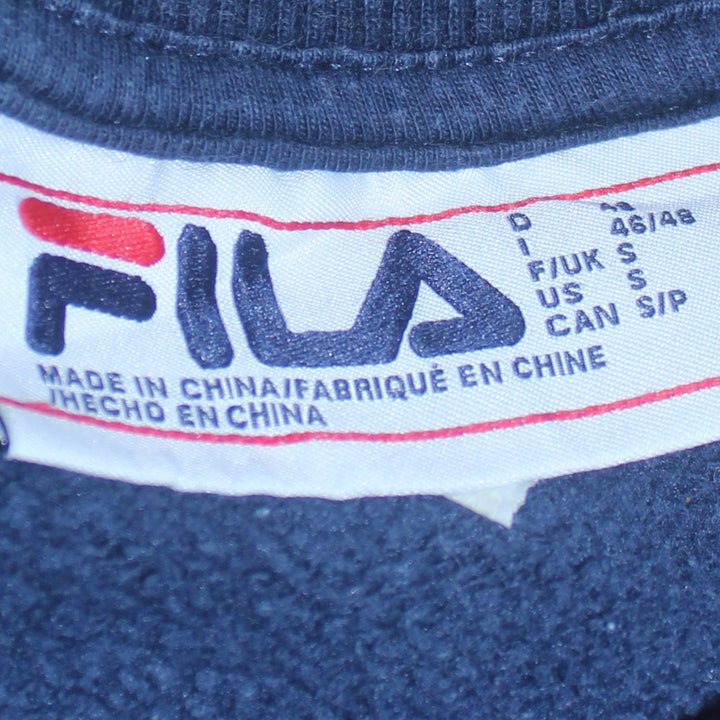 FILA
D
I 46/48
F/UK S
US S
CAN S/P
MADE IN CHINA/FABRIQUÉ EN CHINE
/HECHO EN CHINA